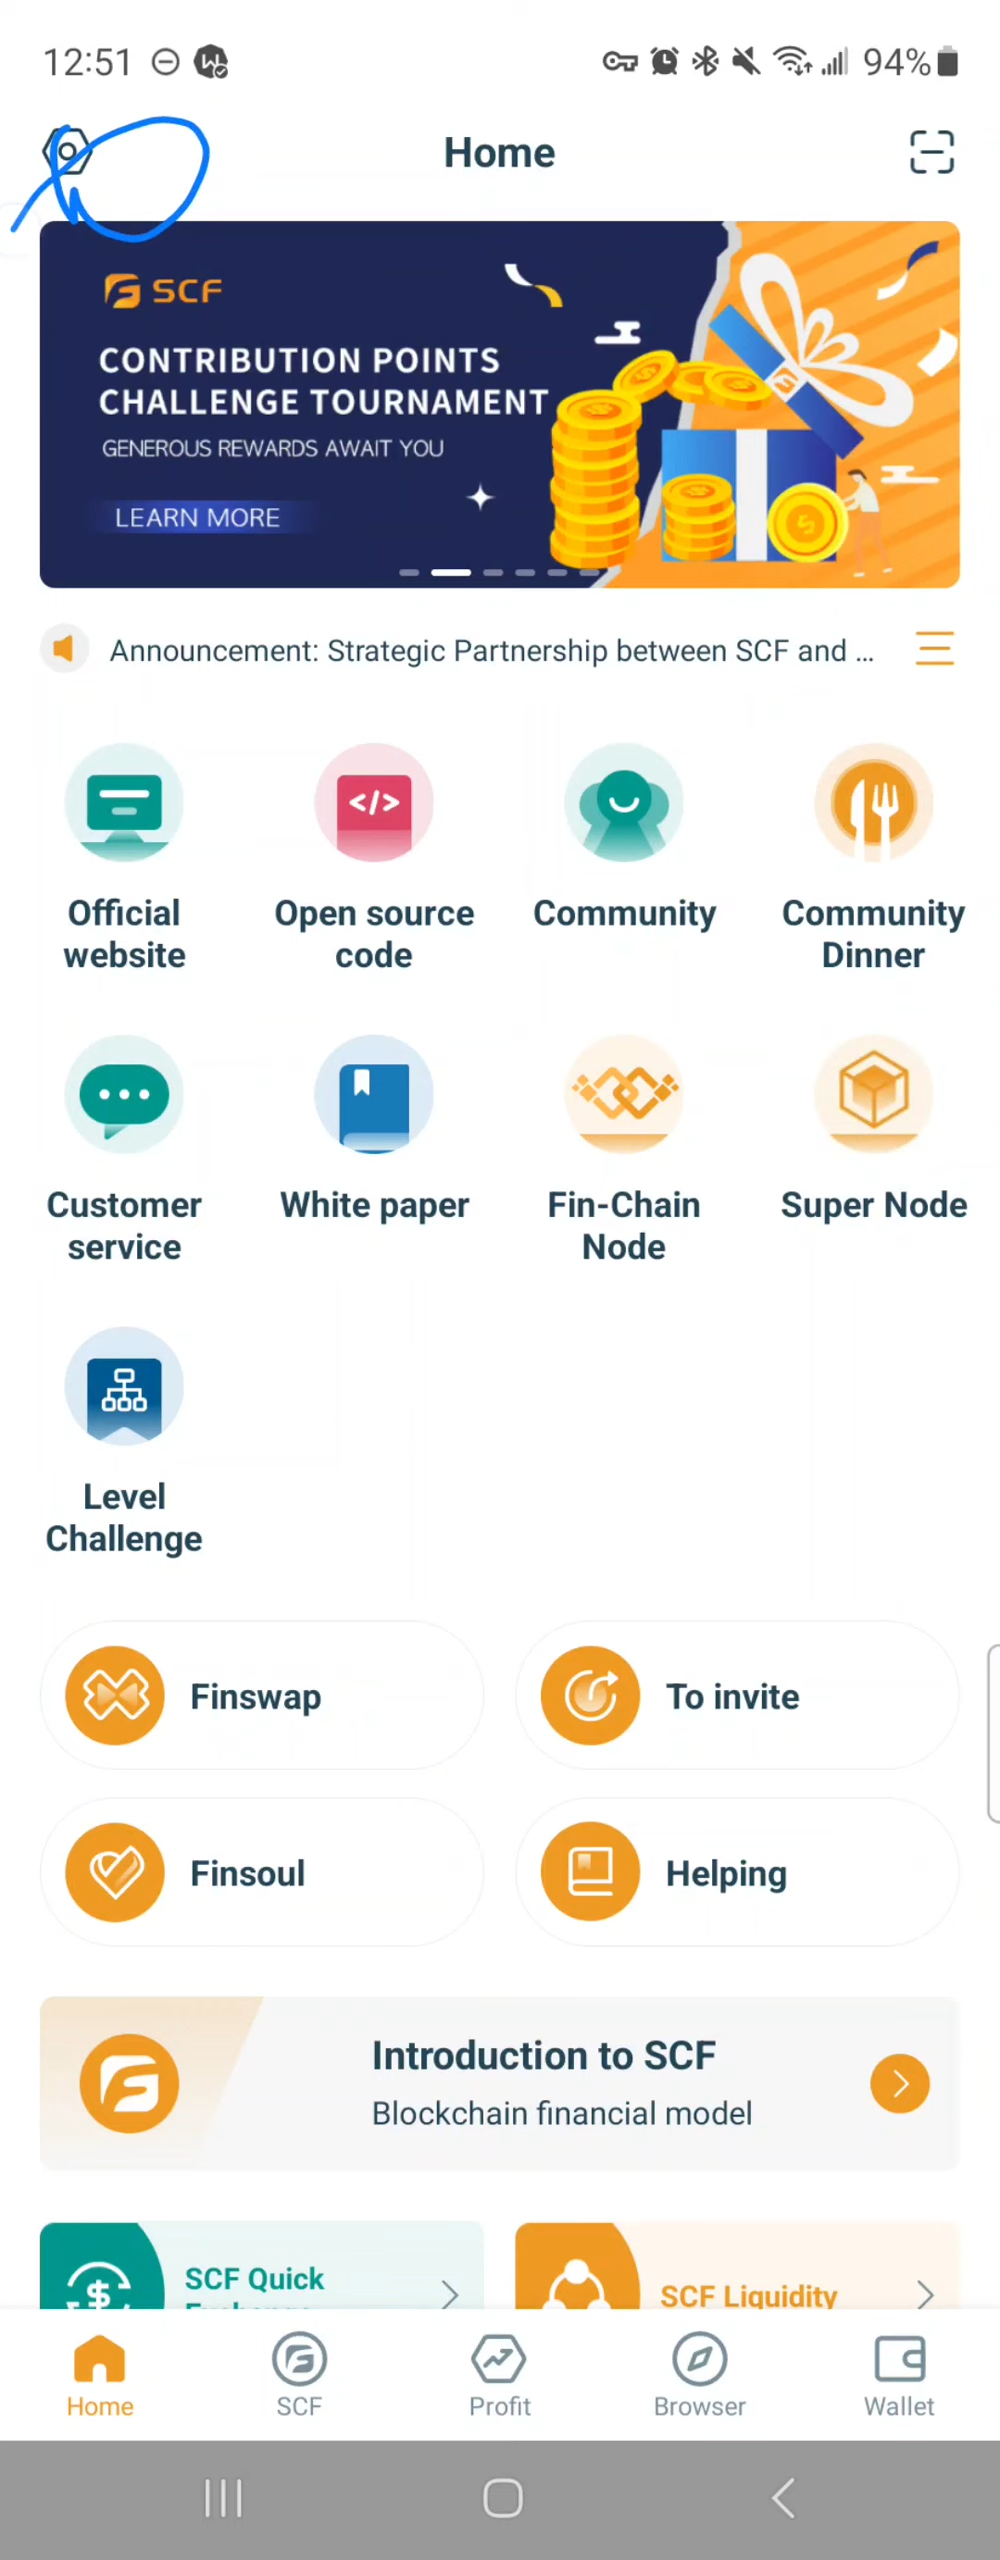 12:51
94%
Home
SCF
CONTRIBUTION POINTS
CHALLENGE TOURNAMENT
GENEROUS REWARDS AWAIT YOU
LEARN MORE
Announcement: Strategic Partnership between SCF and ...
Official
website
Open source
code
Community
Community
Dinner
Customer
service
White paper
Fin-Chain
Node
Super Node
Level
Challenge
Finswap
To invite
Finsoul
Helping
Introduction to SCF
Blockchain financial model
SCF Quick
SCF Liquidity
Home
SCF
Profit
Browser
Wallet